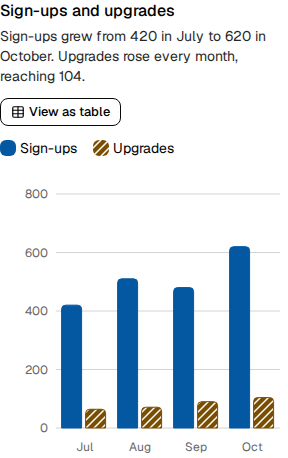 Sign-ups and upgrades
Sign-ups grew from 420 in July to 620 in
October. Upgrades rose every month,
reaching 104.
View as table
Sign-ups Upgrades
800
600
400
200
0
Jul Aug Sep Oct